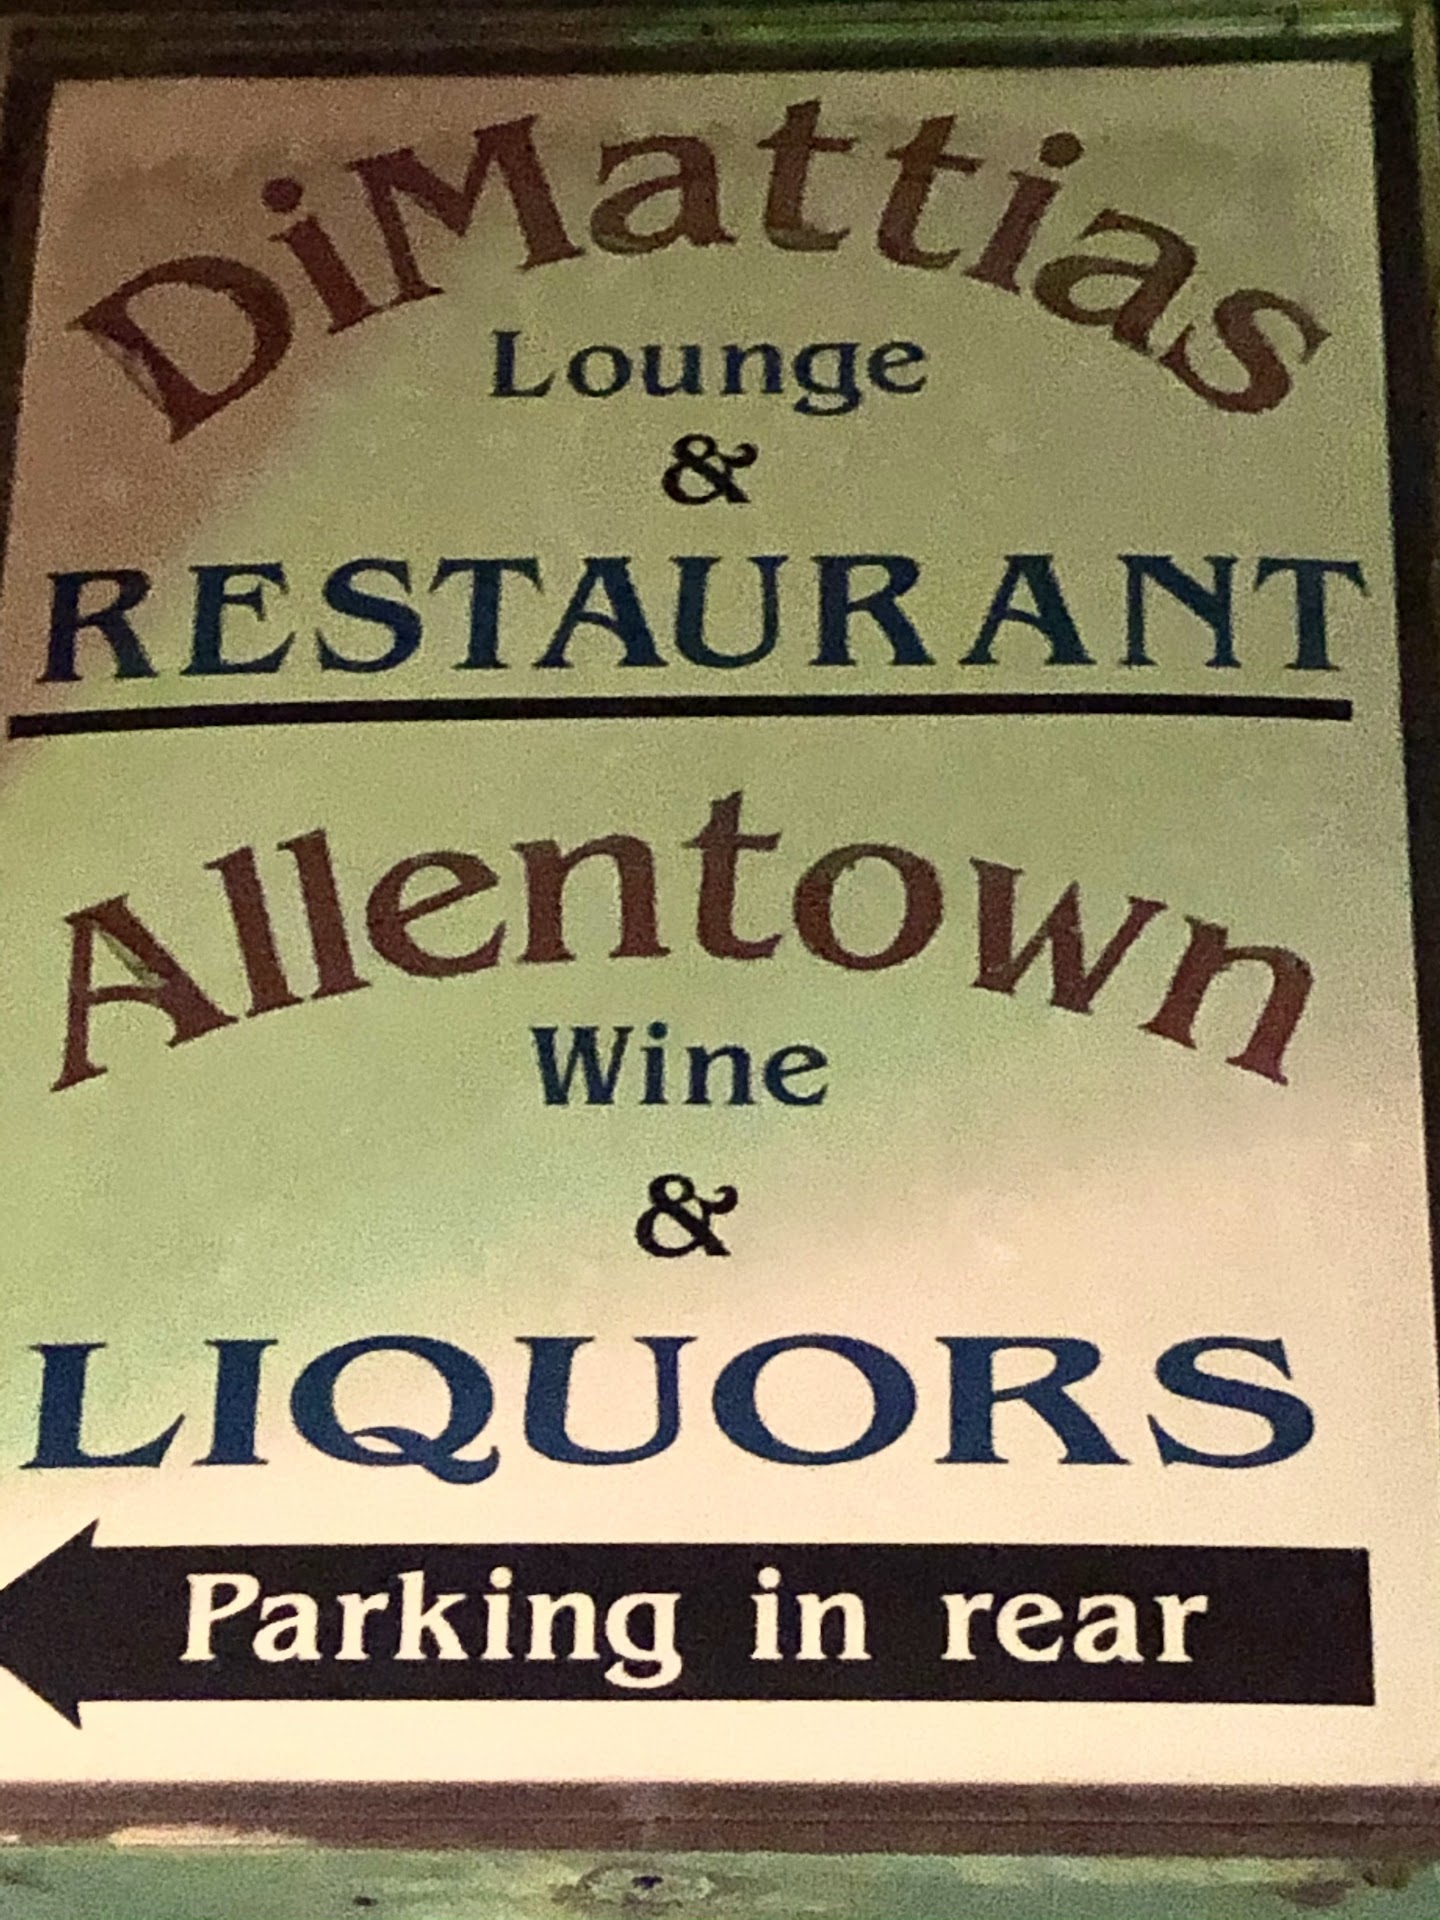 DiMattias
Lounge
&
RESTAURANT
Allentown
Wine
&
LIQUORS
Parking in rear